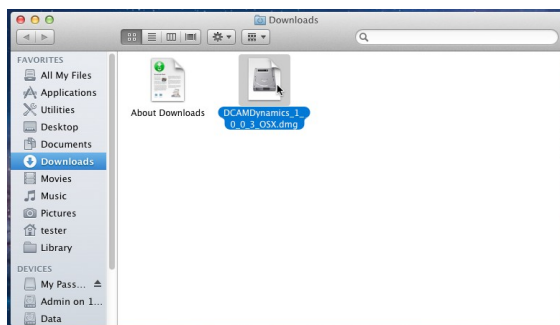 Downloads
FAVORITES
All My Files
Applications
Utilities
Desktop
Documents
Downloads
Movies
Music
Pictures
tester
Library
DEVICES
My Pass...
Admin on 1...
Data
About Downloads
DCAMDynamics_1_
0_0_3_OSX.dmg